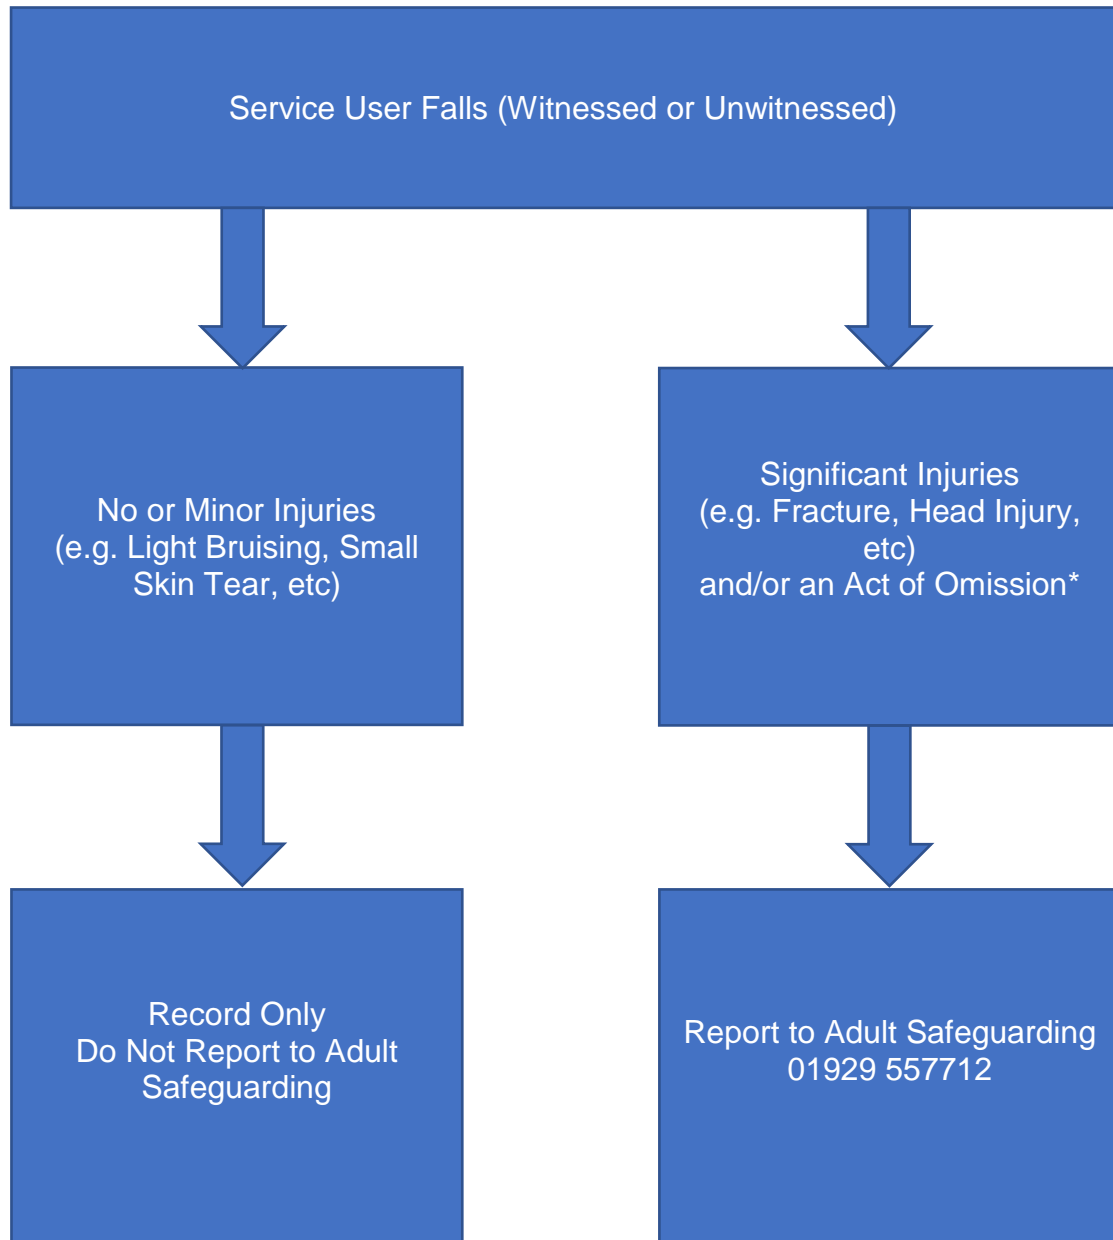 Service User Falls (Witnessed or Unwitnessed)
No or Minor Injuries
(e.g. Light Bruising, Small
Skin Tear, etc)
Significant Injuries
(e.g. Fracture, Head Injury,
etc)
and/or an Act of Omission*
Record Only
Do Not Report to Adult
Safeguarding
Report to Adult Safeguarding
01929 557712